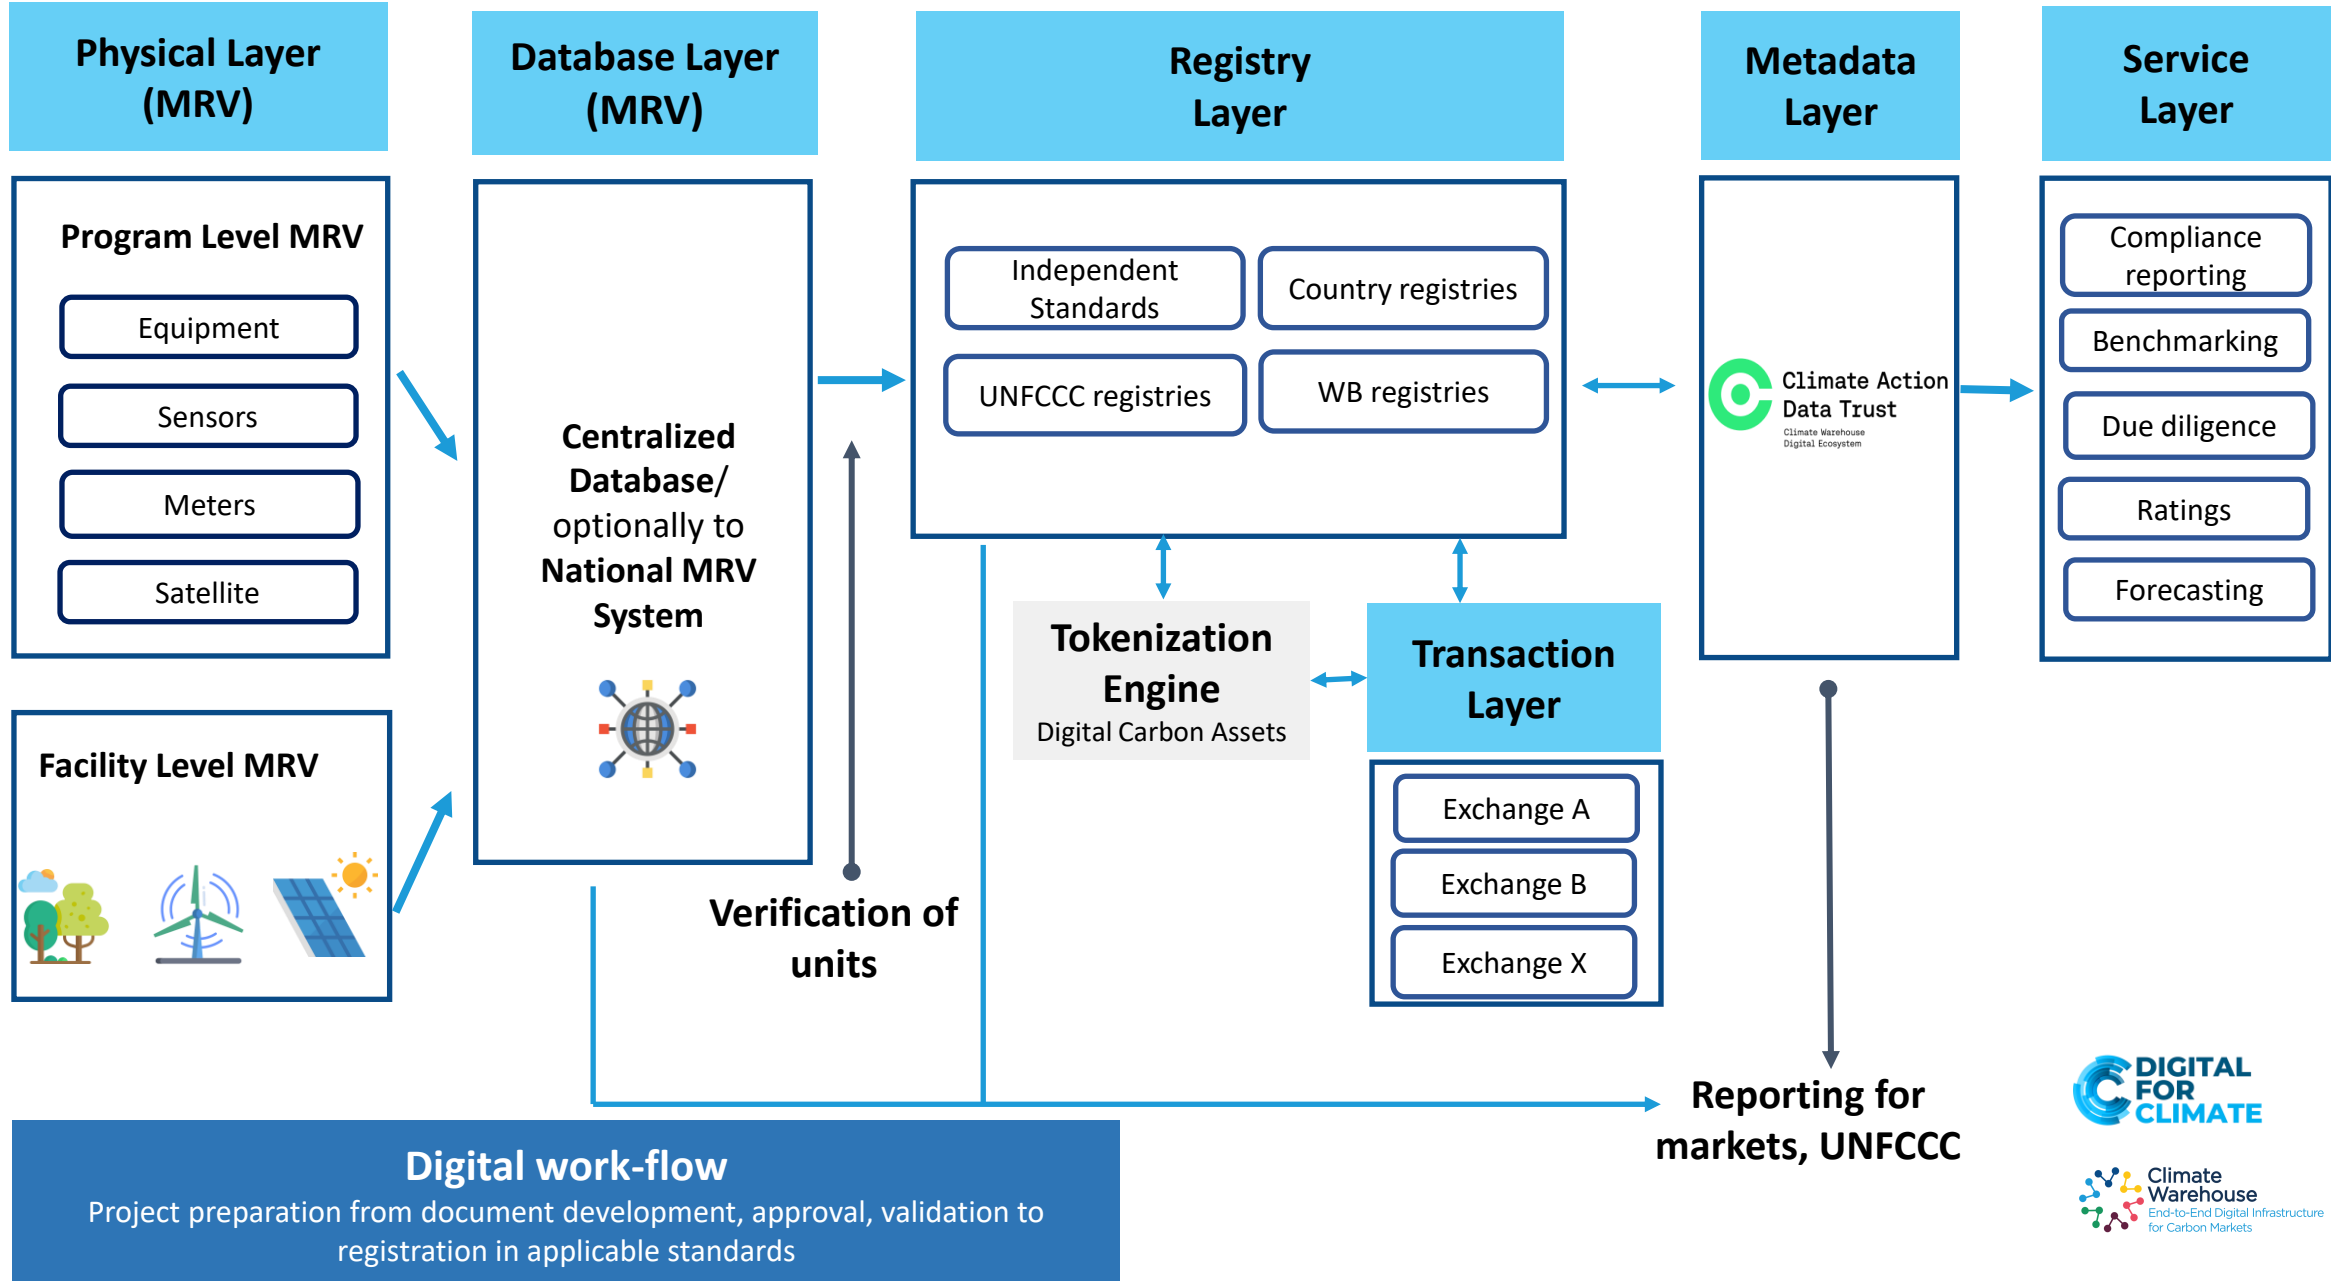 Physical Layer
(MRV)
Database Layer
(MRV)
Registry
Layer
Metadata
Layer
Service
Layer
Program Level MRV
Equipment
Sensors
Meters
Satellite
Facility Level MRV
Centralized
Database/
optionally to
National MRV
System
Verification of
units
Independent
Standards
Country registries
UNFCCC registries
WB registries
Tokenization
Engine
Digital Carbon Assets
Transaction
Layer
Exchange A
Exchange B
Exchange X
Climate Action
Data Trust
Climate Warehouse
Digital Ecosystem
Compliance
reporting
Benchmarking
Due diligence
Ratings
Forecasting
Reporting for
markets, UNFCCC
Digital work-flow
Project preparation from document development, approval, validation to
registration in applicable standards
DIGITAL
FOR
CLIMATE
Climate
Warehouse
End-to-End Digital Infrastructure
for Carbon Markets